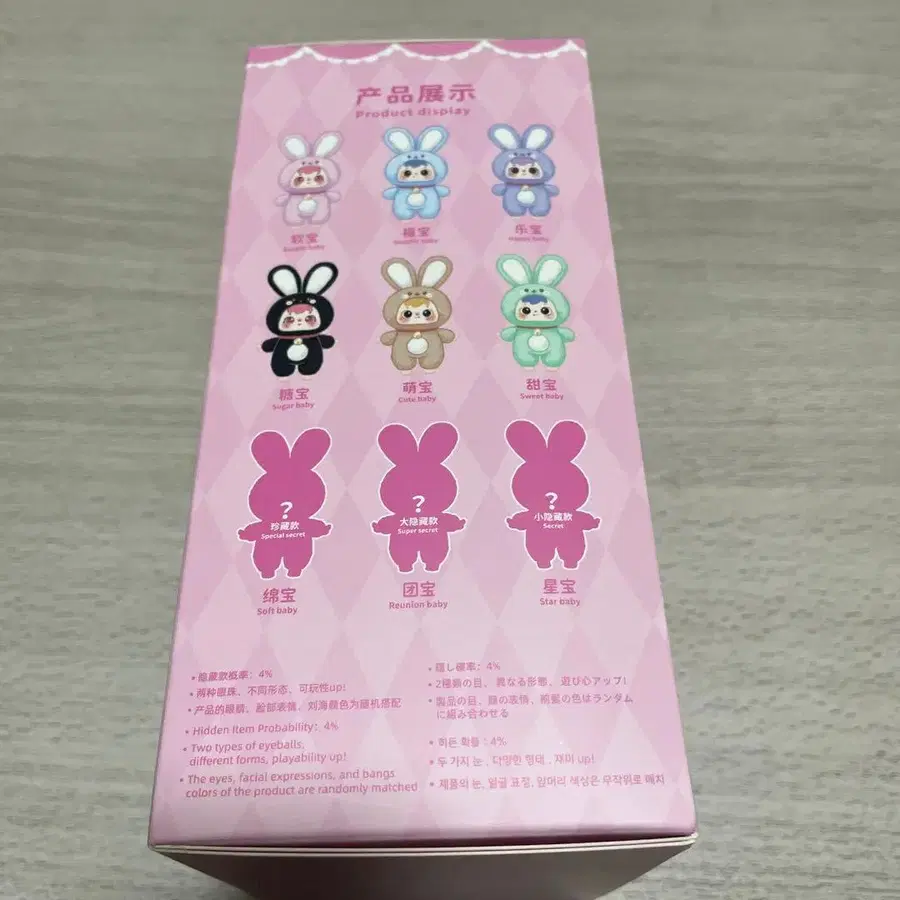 产品展示
Product display
软宝
福宝
乐宝
baby
baby
baby
糖宝
萌宝
甜宝
Sugar baby
Cute baby
Sweet baby
?
?
?
珍藏款
大隐藏款
小隐藏款
Special secret
Super secret
Secret
绵宝
团宝
星宝
Soft baby
Reunion baby
Star baby
• 隐藏款概率：4%
• 两种眼珠、不同形态、可玩性up!
• 产品的眼睛、脸部表情、刘海颜色为随机搭配
• Hidden Item Probability: 4%
• Two types of eyeballs,
different forms, playability up!
• The eyes, facial expressions, and bangs
colors of the product are randomly matched
• 隠し確率：4%
• 2種類の目、異なる形態、遊び心アップ!
• 製品の目、顔の表情、前髪の色はランダム
に組み合わせる
• 히든 확률 : 4%
• 두 가지 눈 , 다양한 형태 , 재미 up!
• 제품의 눈, 얼굴 표정, 앞머리 색상은 무작위로 매치